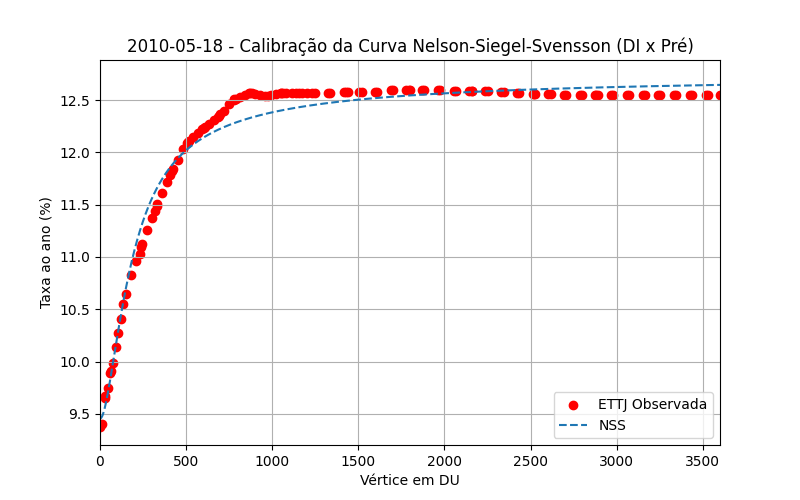 2010-05-18 - Calibração da Curva Nelson-Siegel-Svensson (DI x Pré)
Taxa ao ano (%)
12.5
12.0
11.5
11.0
10.5
10.0
9.5
0 500 1000 1500 2000 2500 3000 3500
Vértice em DU
ETTJ Observada
NSS